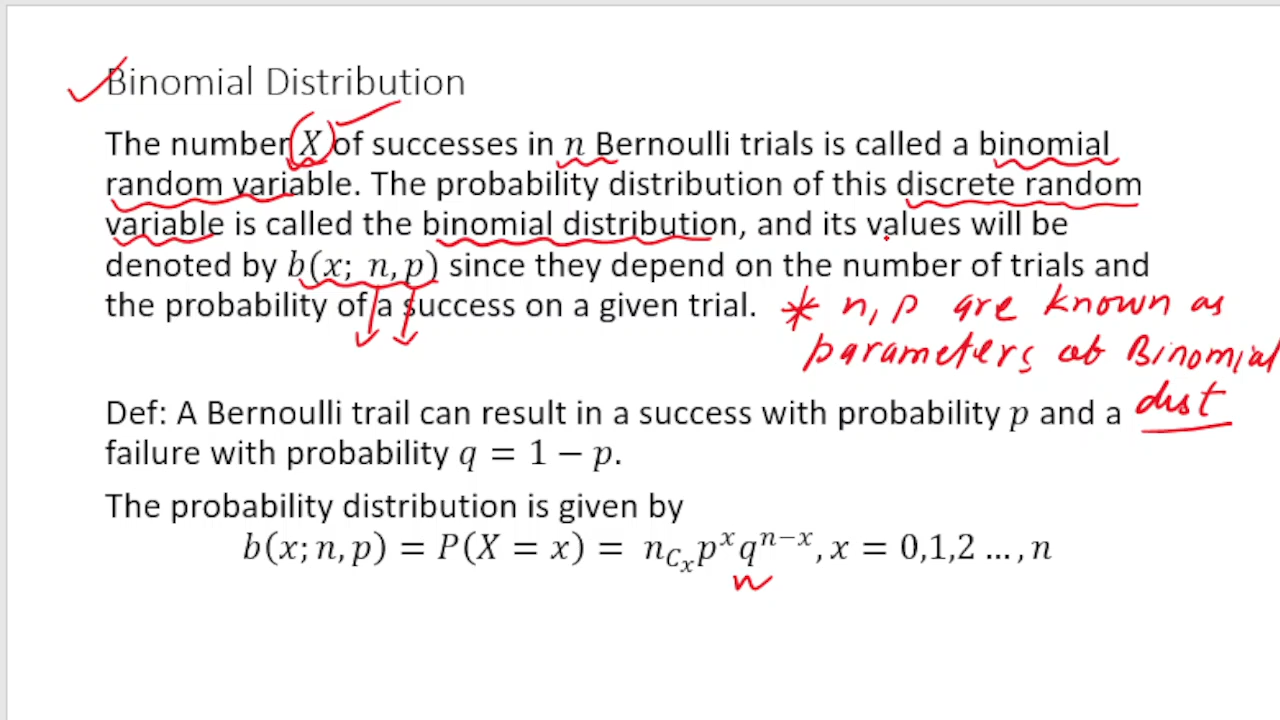 Binomial Distribution
The number X of successes in n Bernoulli trials is called a binomial
random variable. The probability distribution of this discrete random
variable is called the binomial distribution, and its values will be
denoted by b(x; n, p) since they depend on the number of trials and
the probability of a success on a given trial.
* n, p are known as
parameters of Binomial
dist
Def: A Bernoulli trail can result in a success with probability p and a
failure with probability q = 1 − p.
The probability distribution is given by
b(x; n, p) = P(X = x) = n_{C_x} p^x q^{n−x}, x = 0,1,2 …, n